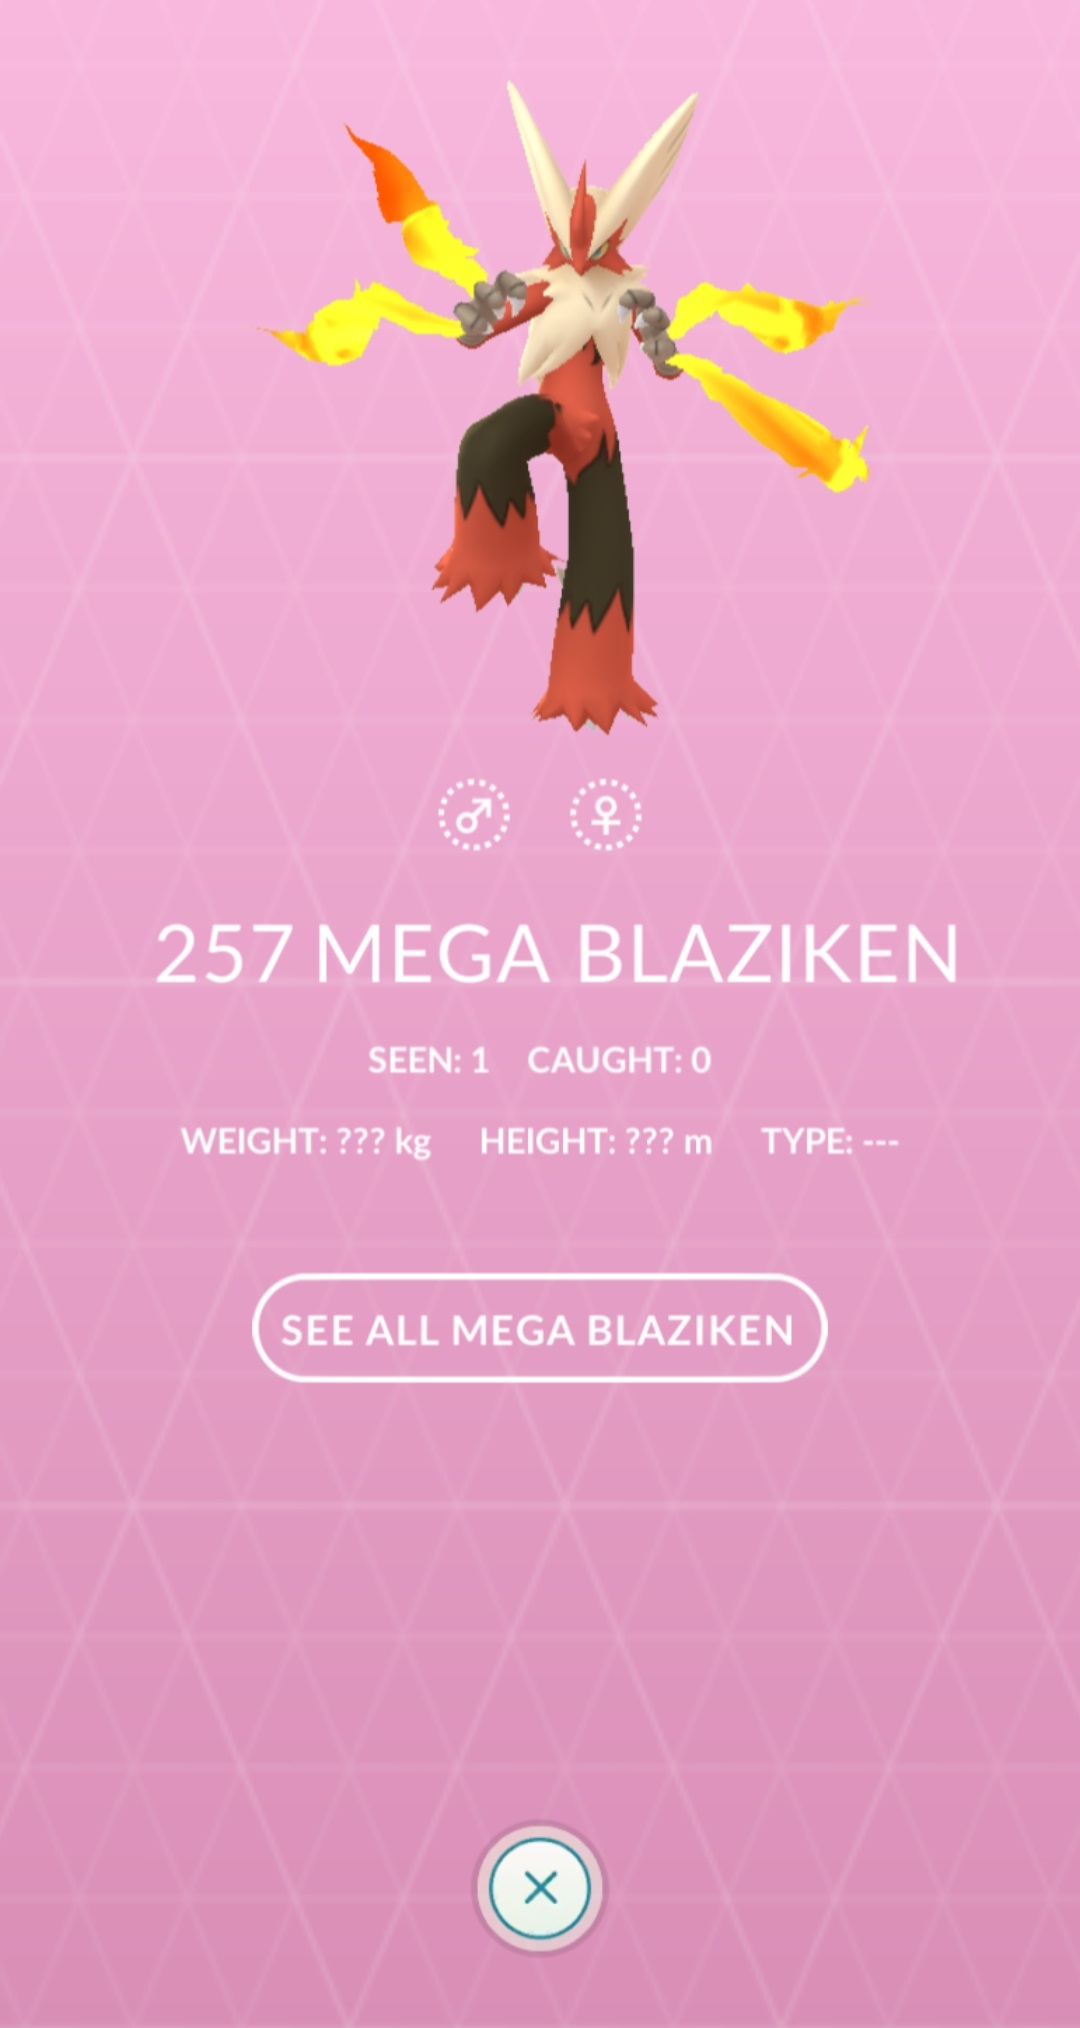 257 MEGA BLAZIKEN
SEEN: 1 CAUGHT: 0
WEIGHT: ??? kg HEIGHT: ??? m TYPE: ---
SEE ALL MEGA BLAZIKEN